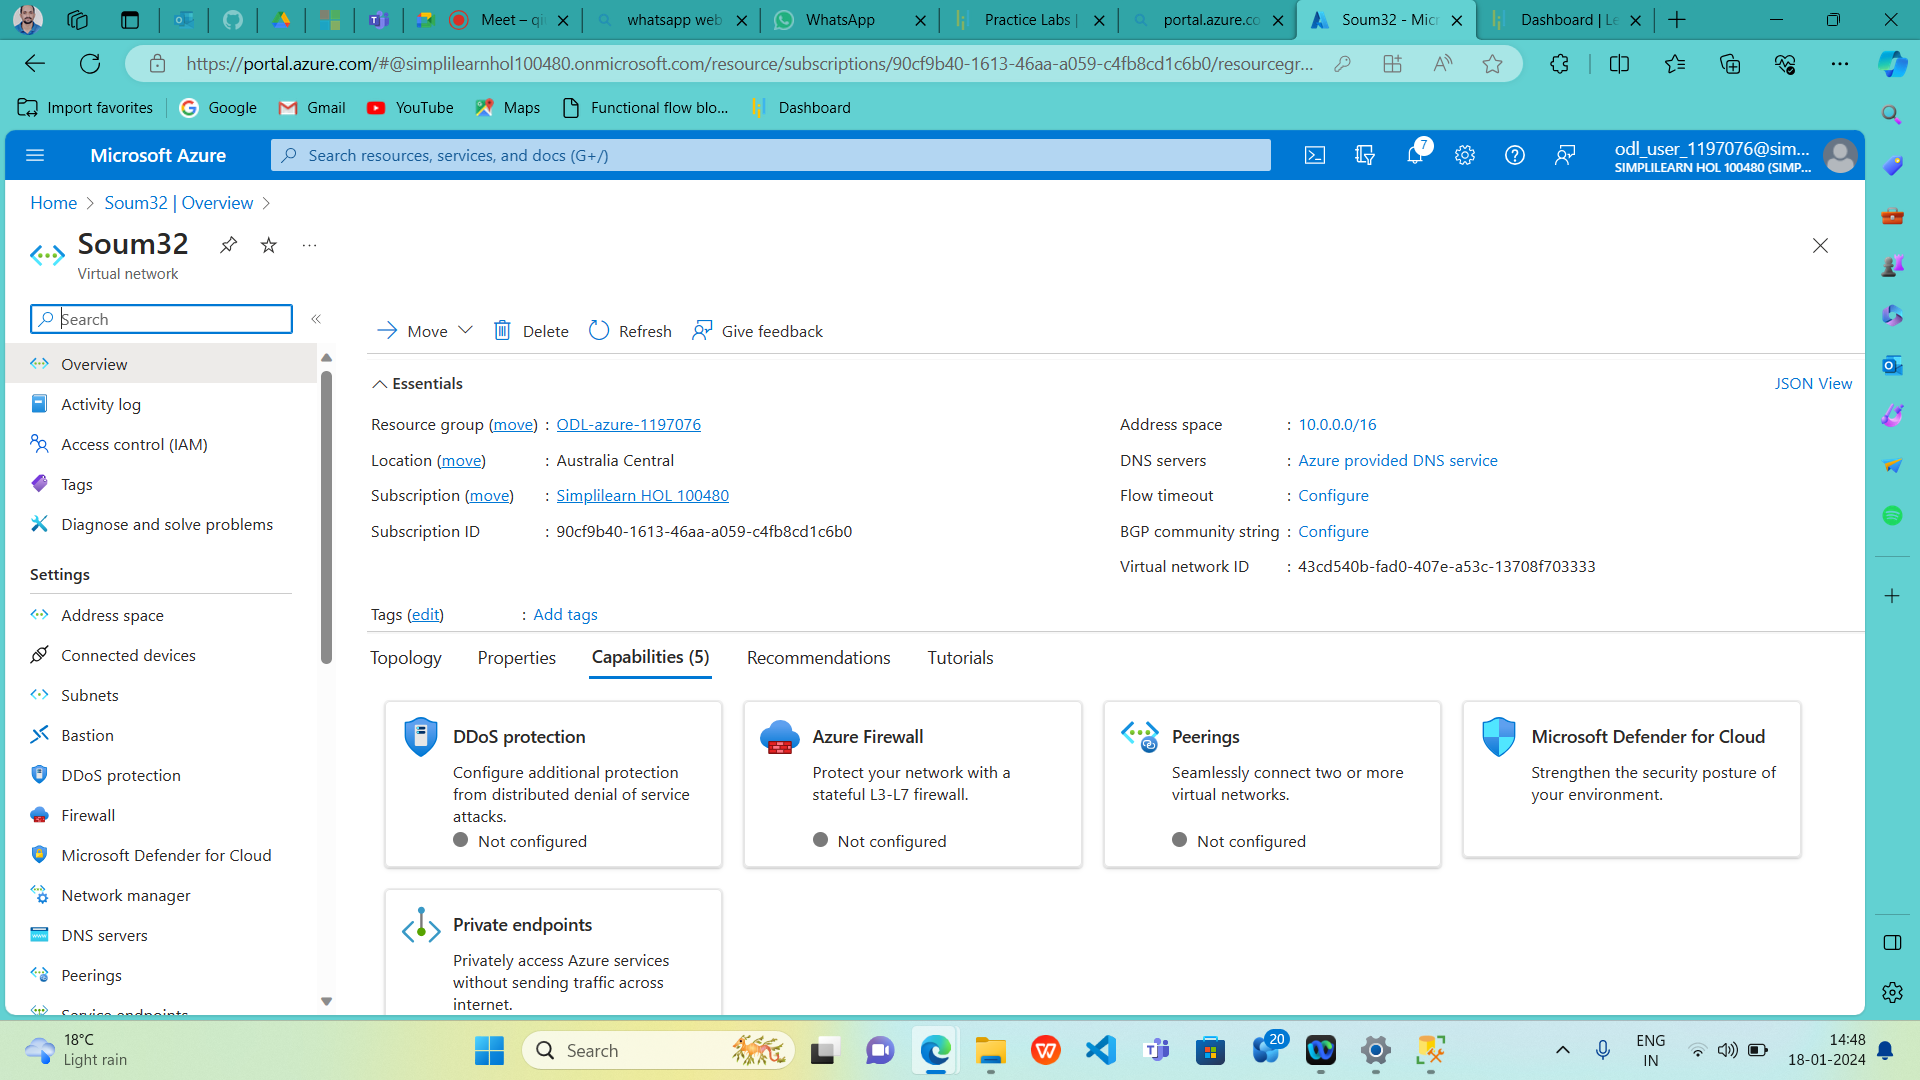 Meet – qi
whatsapp web
WhatsApp
Practice Labs |
portal.azure.co
Soum32 - Micr
Dashboard | Le
https://portal.azure.com/#@simplilearnhol100480.onmicrosoft.com/resource/subscriptions/90cf9b40-1613-46aa-a059-c4fb8cd1c6b0/resourcegr...
Import favorites
Google
Gmail
YouTube
Maps
Functional flow blo...
Dashboard
Microsoft Azure
Search resources, services, and docs (G+/)
7
odl_user_1197076@sim...
SIMPLILEARN HOL 100480 (SIMP...
Home
Soum32 | Overview
Soum32
Virtual network
Search
Move
Delete
Refresh
Give feedback
Overview
Activity log
Access control (IAM)
Tags
Diagnose and solve problems
Settings
Address space
Connected devices
Subnets
Bastion
DDoS protection
Firewall
Microsoft Defender for Cloud
Network manager
DNS servers
Peerings
Service endpoints
Essentials
JSON View
Resource group (move) : ODL-azure-1197076
Location (move) : Australia Central
Subscription (move) : Simplilearn HOL 100480
Subscription ID : 90cf9b40-1613-46aa-a059-c4fb8cd1c6b0
Address space : 10.0.0.0/16
DNS servers : Azure provided DNS service
Flow timeout : Configure
BGP community string : Configure
Virtual network ID : 43cd540b-fad0-407e-a53c-13708f703333
Tags (edit) : Add tags
Topology
Properties
Capabilities (5)
Recommendations
Tutorials
DDoS protection
Configure additional protection
from distributed denial of service
attacks.
Not configured
Azure Firewall
Protect your network with a
stateful L3-L7 firewall.
Not configured
Peerings
Seamlessly connect two or more
virtual networks.
Not configured
Microsoft Defender for Cloud
Strengthen the security posture of
your environment.
Private endpoints
Privately access Azure services
without sending traffic across
internet.
18°C
Light rain
Search
20
ENG
IN
14:48
18-01-2024